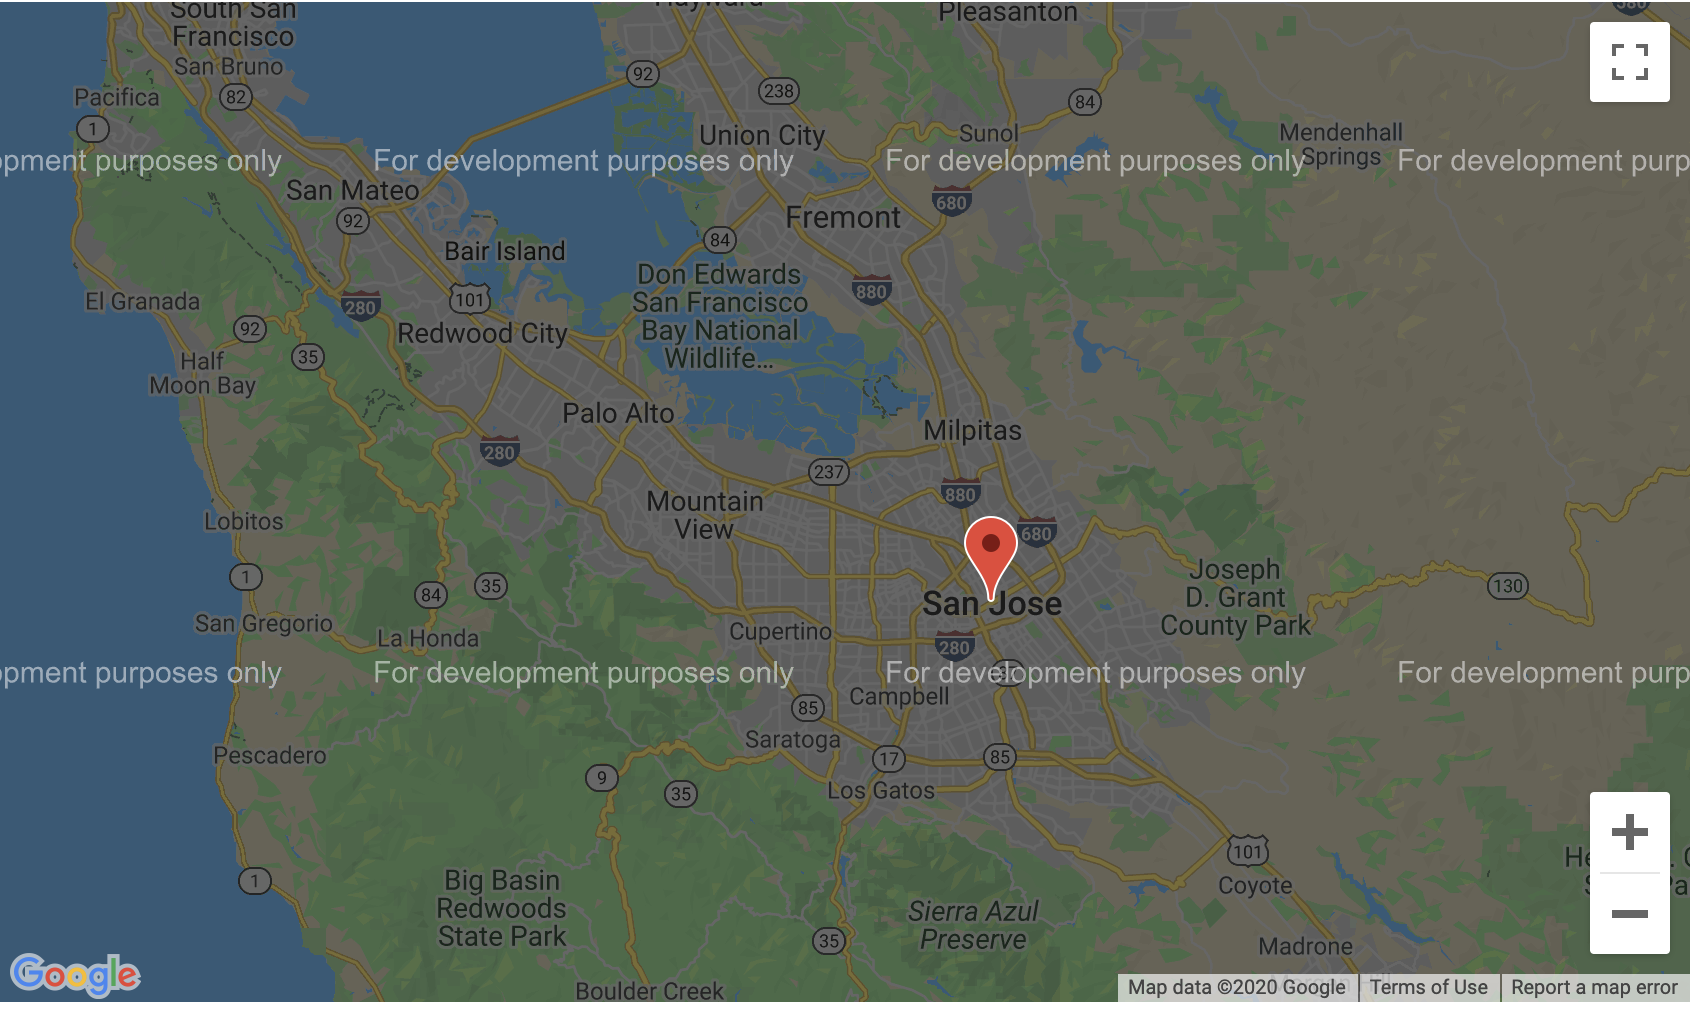 South San
Francisco
San Bruno
Pleasanton
580
92
238
84
Pacifica
82
1
Union City
Sunol
Mendenhall
Springs
opment purposes only
For development purposes only
For development purposes only
For development purp
San Mateo
92
680
Fremont
84
Bair Island
Don Edwards
San Francisco
Bay National
Wildlife...
880
El Granada
280
101
92
Redwood City
35
Half
Moon Bay
Palo Alto
Milpitas
280
237
Mountain
View
880
680
Lobitos
1
84
35
Joseph
D. Grant
County Park
130
San Jose
San Gregorio
La Honda
Cupertino
280
opment purposes only
For development purposes only
For development purposes only
For development purp
85
Campbell
Saratoga
Pescadero
17
85
9
35
Los Gatos
101
Coyote
1
Big Basin
Redwoods
State Park
Sierra Azul
Preserve
35
Madrone
Boulder Creek
Google
Map data ©2020 Google
Terms of Use
Report a map error